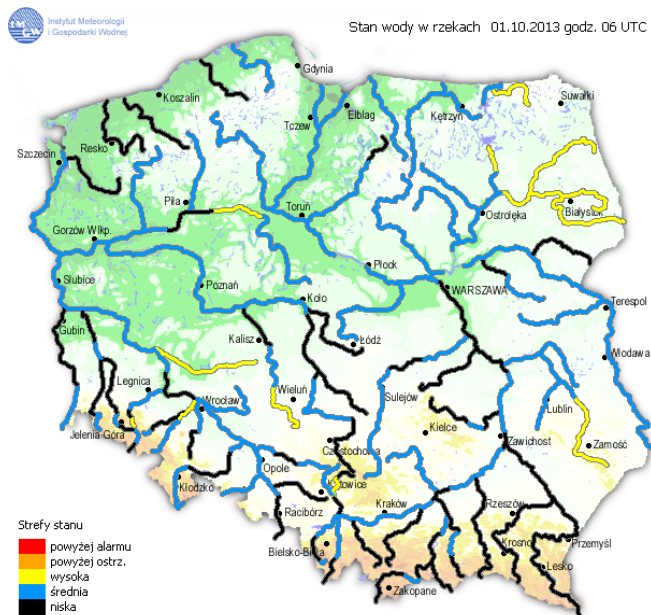 Instytut Meteorologii
i Gospodarki Wodnej
IMGW
Stan wody w rzekach 01.10.2013 godz. 06 UTC
Gdynia
Koszalin
Suwałki
Tczew
Elbląg
Kętrzyn
Resko
Szczecin
Piła
Toruń
Białystok
Ostrołęka
Gorzów Wlkp.
Płock
Słubice
Poznań
WARSZAWA
Koło
Terespol
Gubin
Kalisz
Łódź
Włodawa
Legnica
Wieluń
Sulejów
Wrocław
Lublin
Jelenia Góra
Kielce
Zamość
Częstochowa
Zawichost
Opole
Kłodzko
Katowice
Racibórz
Kraków
Rzeszów
Bielsko-Biała
Krosno
Przemyśl
Lesko
Zakopane
Strefy stanu
powyżej alarmu
powyżej ostrz.
wysoka
średnia
niska